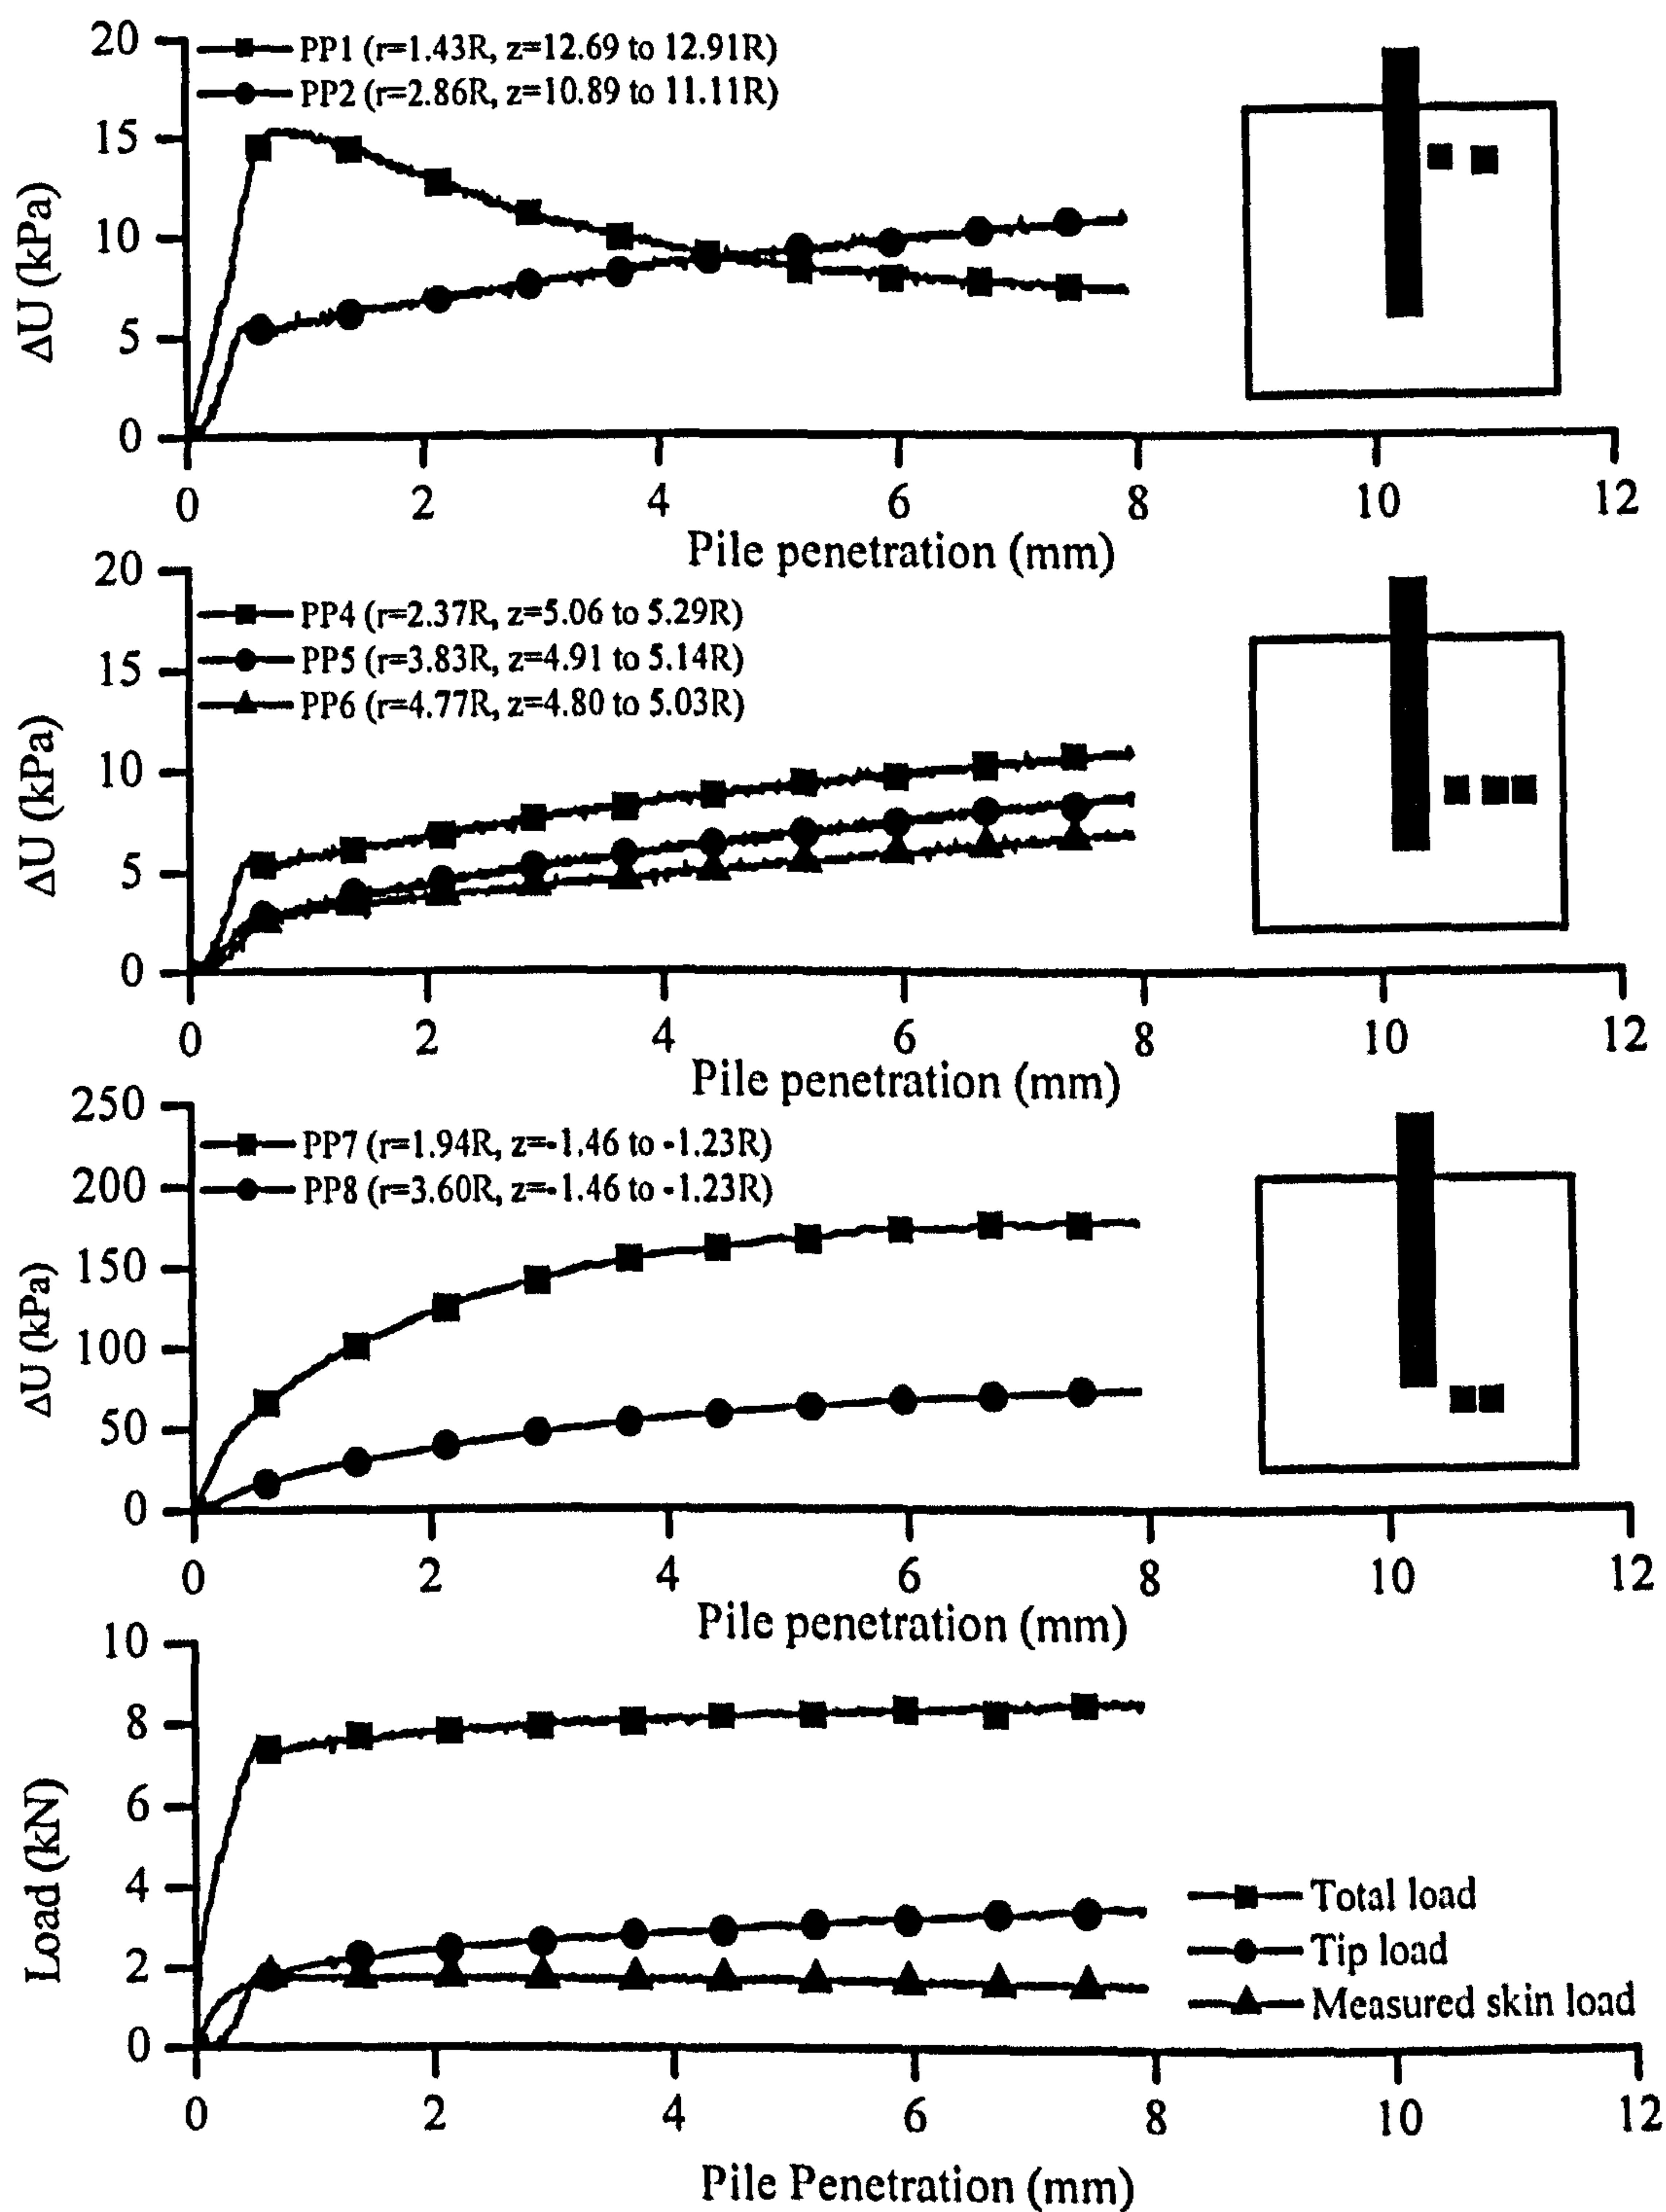 20
15
10
5
0
ΔU (kPa)
PP1 (r=1.43R, z=12.69 to 12.91R)
PP2 (r=2.86R, z=10.89 to 11.11R)
0 2 4 6 8 10 12
Pile penetration (mm)
20
15
10
5
0
ΔU (kPa)
PP4 (r=2.37R, z=5.06 to 5.29R)
PP5 (r=3.83R, z=4.91 to 5.14R)
PP6 (r=4.77R, z=4.80 to 5.03R)
0 2 4 6 8 10 12
Pile penetration (mm)
250
200
150
100
50
0
ΔU (kPa)
PP7 (r=1.94R, z=-1.46 to -1.23R)
PP8 (r=3.60R, z=-1.46 to -1.23R)
0 2 4 6 8 10 12
Pile penetration (mm)
10
8
6
4
2
0
Load (kN)
Total load
Tip load
Measured skin load
0 2 4 6 8 10 12
Pile Penetration (mm)